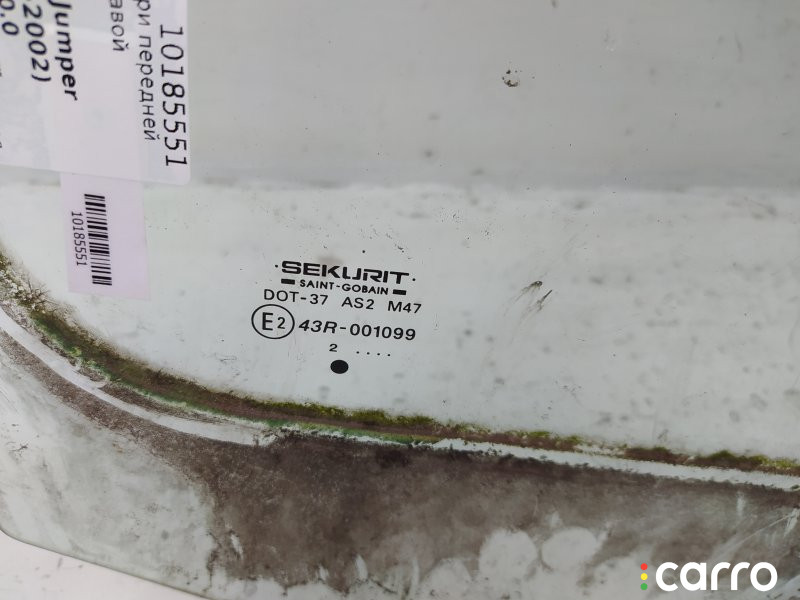 10185551
ри передней
авой
Jumper
-2002)
.0
10185551
SEKURIT
SAINT-GOBAIN
DOT-37 AS2 M47
E2 43R-001099
2 ....
carro